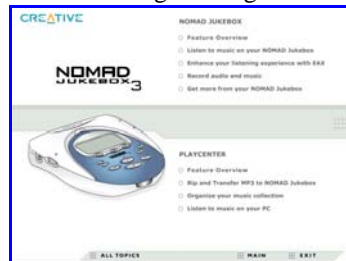 CREATIVE
NOMAD JUKEBOX
Feature Overview
Listen to music on your NOMAD Jukebox
Enhance your listening experience with EAX
Record audio and music
Get more from your NOMAD Jukebox
NOMAD
JUKEBOX 3
PLAYCENTER
Feature Overview
Rip and Transfer MP3 to NOMAD Jukebox
Organize your music collection
Listen to music on your PC
ALL TOPICS
MAIN
EXIT